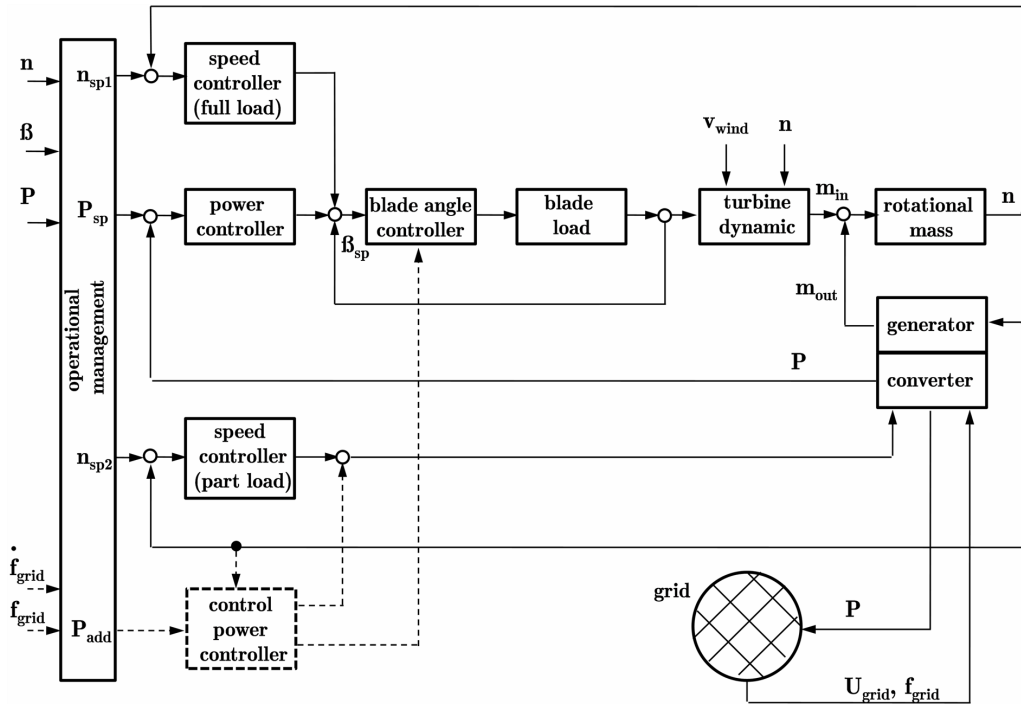 n
n_sp1
speed
controller
(full load)
ß
v_wind
n
P
P_sp
power
controller
ß_sp
blade angle
controller
blade
load
turbine
dynamic
m_in
rotational
mass
n
operational
management
m_out
generator
converter
P
n_sp2
speed
controller
(part load)
ḟ_grid
f_grid
P_add
control
power
controller
grid
P
U_grid, f_grid